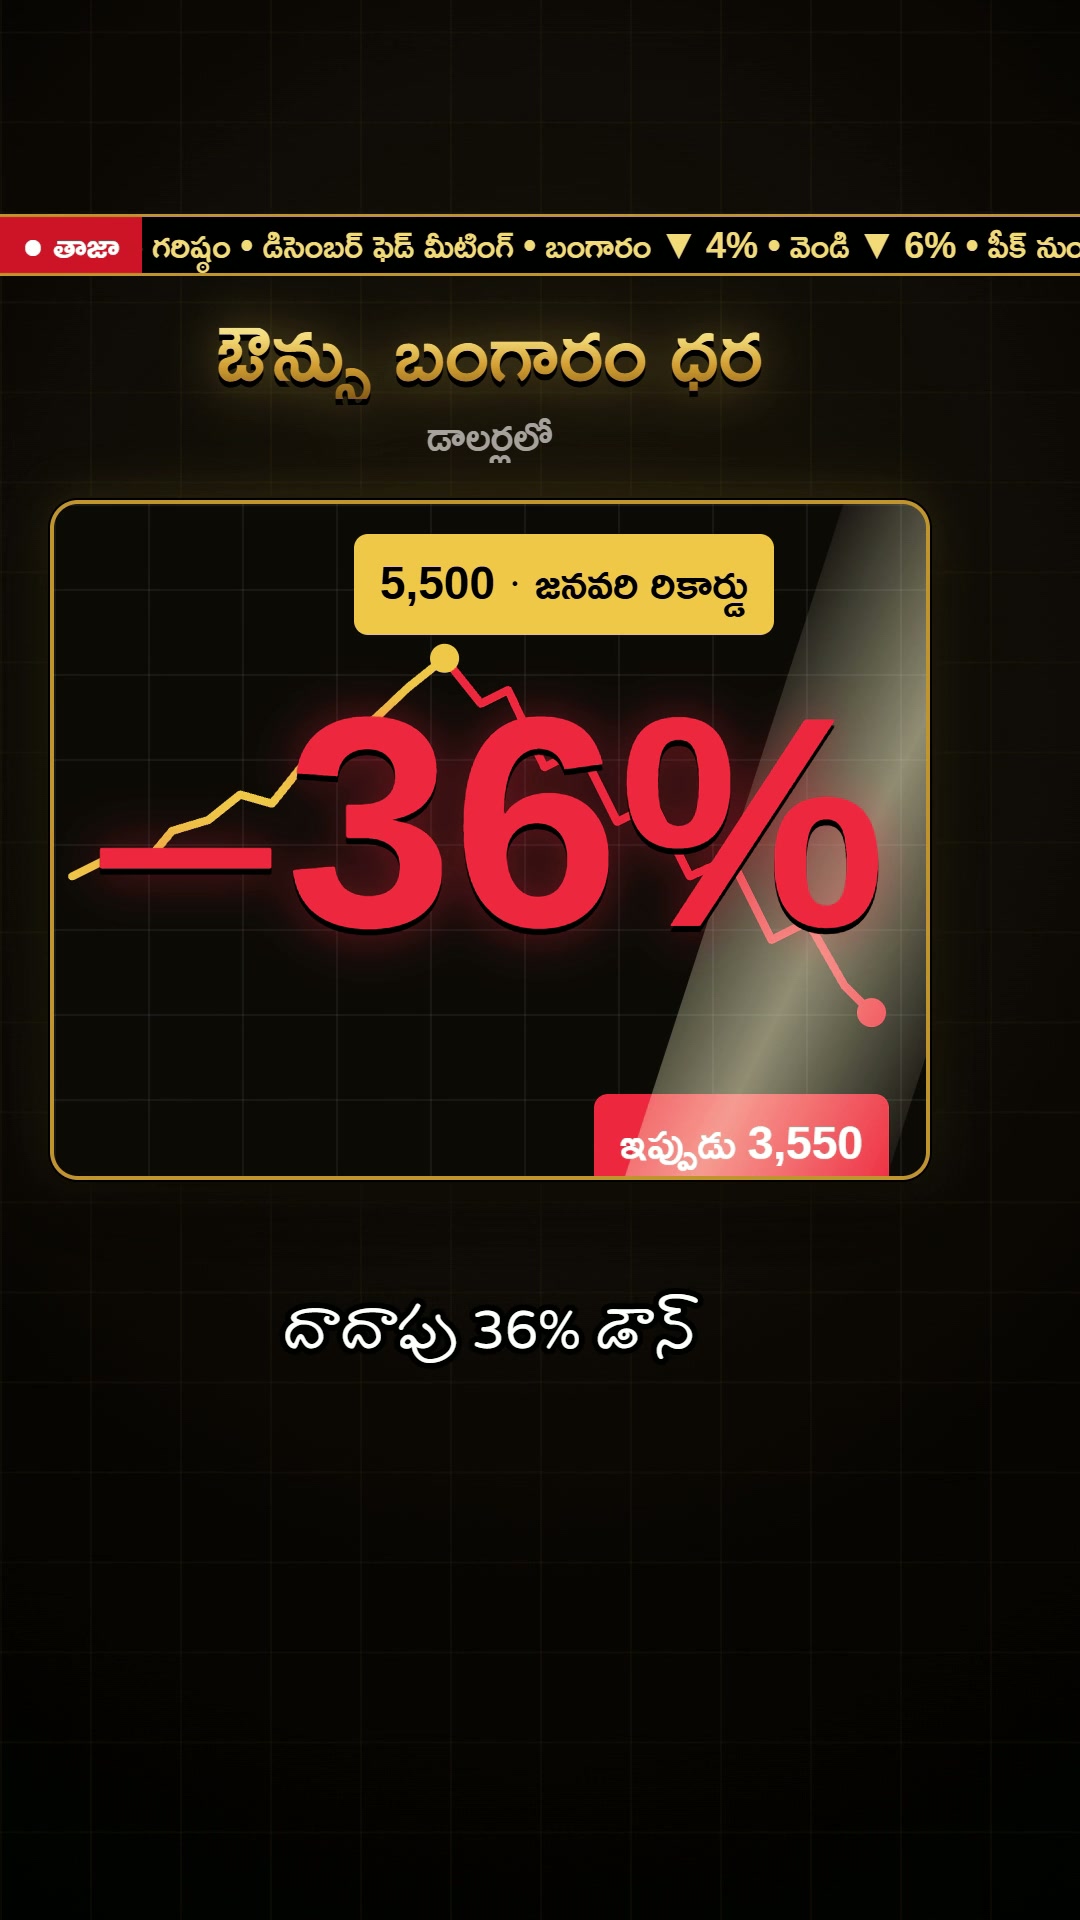 • తాజా గరిష్ఠం • డిసెంబర్ ఫెడ్ మీటింగ్ • బంగారం ▼ 4% • వెండి ▼ 6% • పీక్
ఔన్సు బంగారం ధర
డాలర్లలో
5,500 · జనవరి రికార్డు
–36%
ఇప్పుడు 3,550
దాదాపు 36% డౌన్